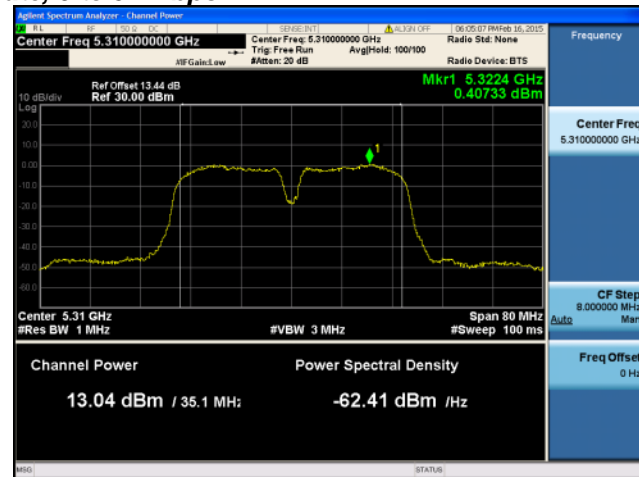 Agilent Spectrum Analyzer - Channel Power
RL RF 50 Ω DC SENSE:INT ALIGN OFF 06:05:07 PM Feb 16, 2015
Center Freq 5.310000000 GHz
Center Freq: 5.310000000 GHz
Radio Std: None
Trig: Free Run Avg|Hold: 100/100
#IFGain:Low #Atten: 20 dB Radio Device: BTS
Frequency
Ref Offset 13.44 dB
Mkr1 5.3224 GHz
10 dB/div Ref 30.00 dBm 0.40733 dBm
Log
20.0
10.0
0.00
-10.0
-20.0
-30.0
-40.0
-50.0
-60.0
1
Center Freq
5.310000000 GHz
Center 5.31 GHz Span 80 MHz
#Res BW 1 MHz #VBW 3 MHz #Sweep 100 ms
CF Step
8.000000 MHz
Auto Man
Channel Power Power Spectral Density
13.04 dBm / 35.1 MHz -62.41 dBm /Hz
Freq Offset
0 Hz
MSG STATUS